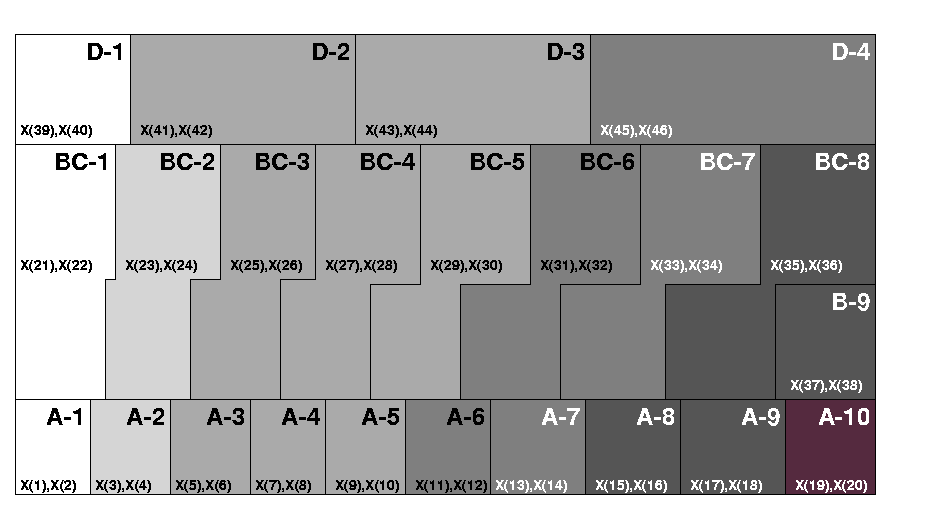 D-1 D-2 D-3 D-4
X(39),X(40) X(41),X(42) X(43),X(44) X(45),X(46)
BC-1 BC-2 BC-3 BC-4 BC-5 BC-6 BC-7 BC-8
X(21),X(22) X(23),X(24) X(25),X(26) X(27),X(28) X(29),X(30) X(31),X(32) X(33),X(34) X(35),X(36)
B-9
X(37),X(38)
A-1 A-2 A-3 A-4 A-5 A-6 A-7 A-8 A-9 A-10
X(1),X(2) X(3),X(4) X(5),X(6) X(7),X(8) X(9),X(10) X(11),X(12) X(13),X(14) X(15),X(16) X(17),X(18) X(19),X(20)